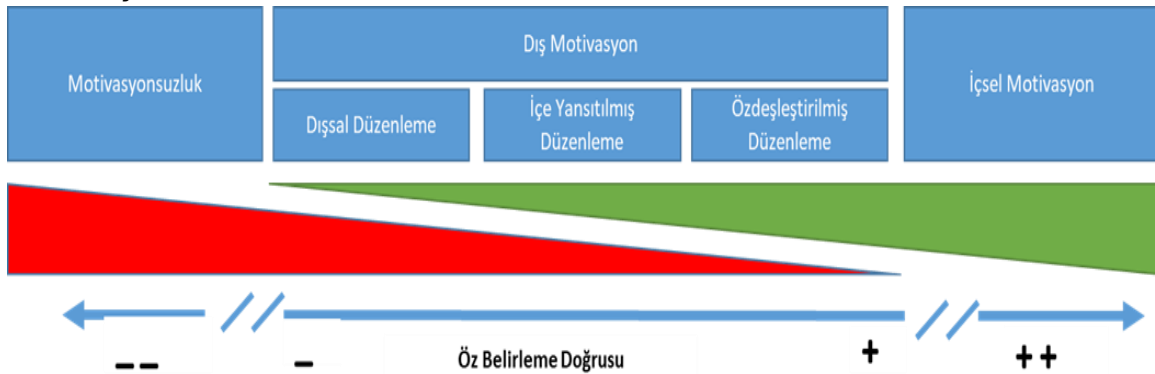 Motivasyonsuzluk
Dış Motivasyon
Dışsal Düzenleme
İçe Yansıtılmış
Düzenleme
Özdeşleştirilmiş
Düzenleme
İçsel Motivasyon
−− − Öz Belirleme Doğrusu + ++